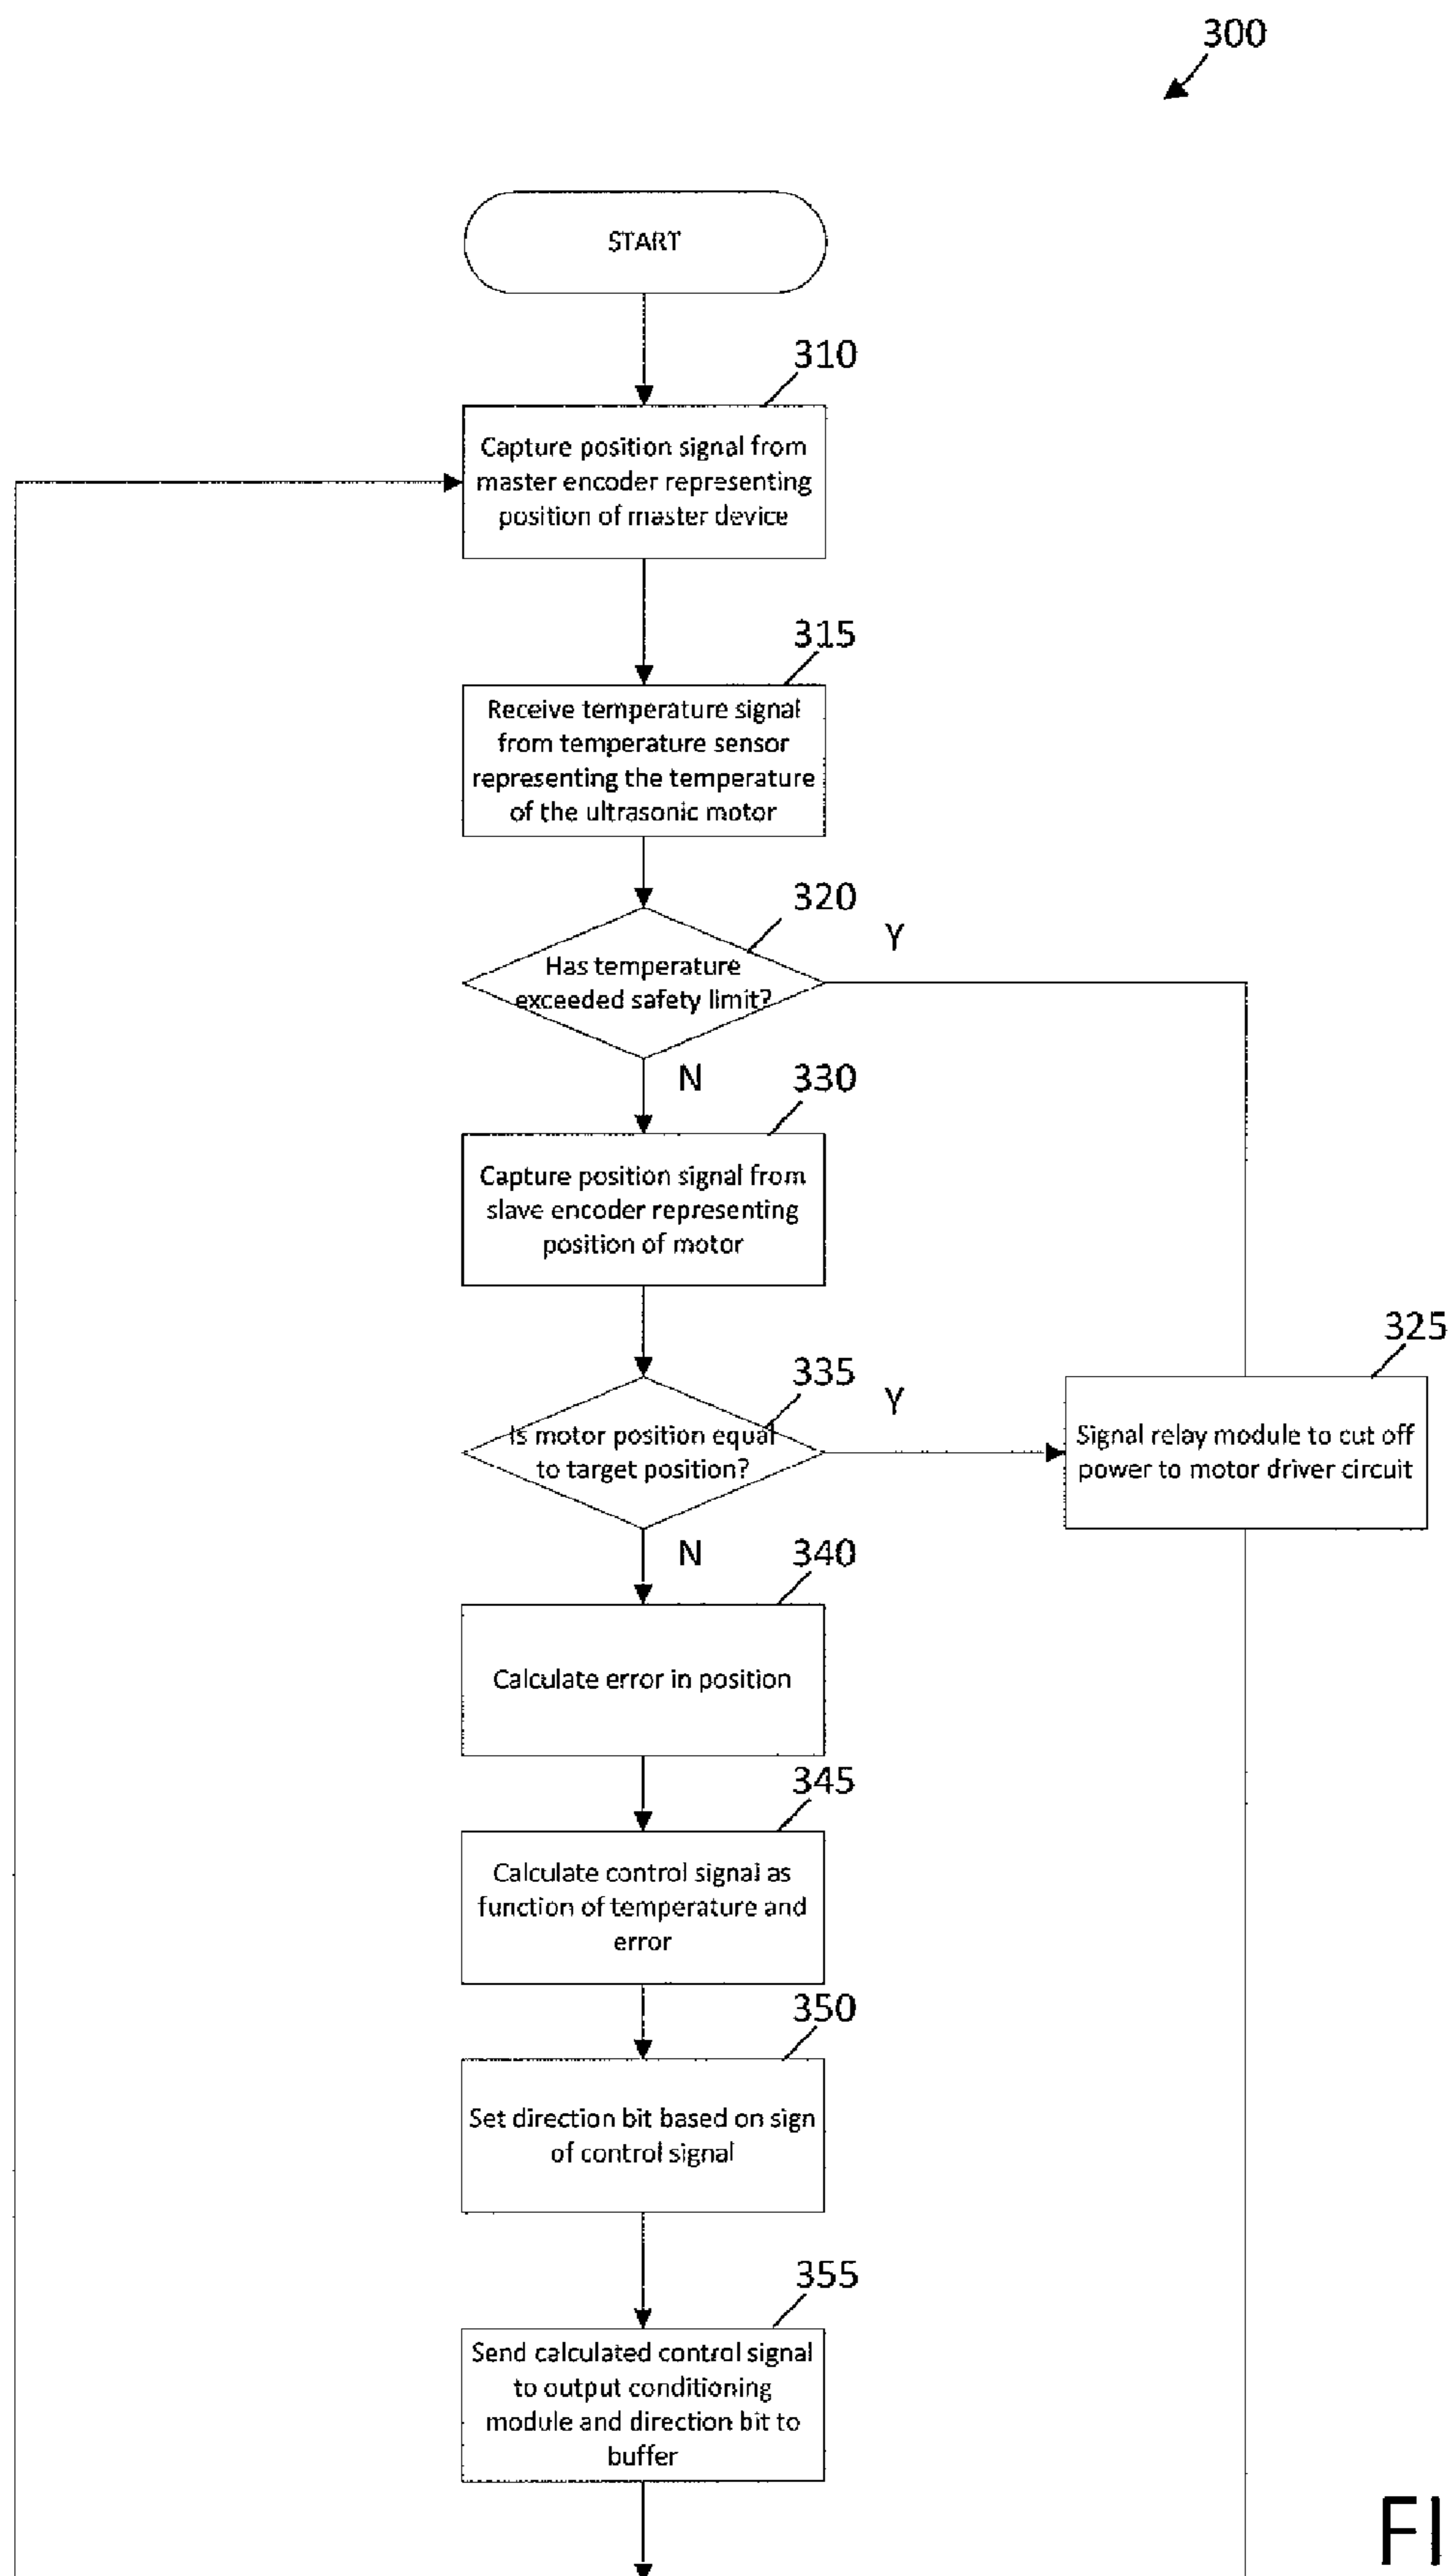 300
START
310
Capture position signal from
master encoder representing
position of master device
315
Receive temperature signal
from temperature sensor
representing the temperature
of the ultrasonic motor
320
Y
Has temperature
exceeded safety limit?
N
330
Capture position signal from
slave encoder representing
position of motor
335
Y
Is motor position equal
to target position?
325
Signal relay module to cut off
power to motor driver circuit
N
340
Calculate error in position
345
Calculate control signal as
function of temperature and
error
350
Set direction bit based on sign
of control signal
355
Send calculated control signal
to output conditioning
module and direction bit to
buffer
FI